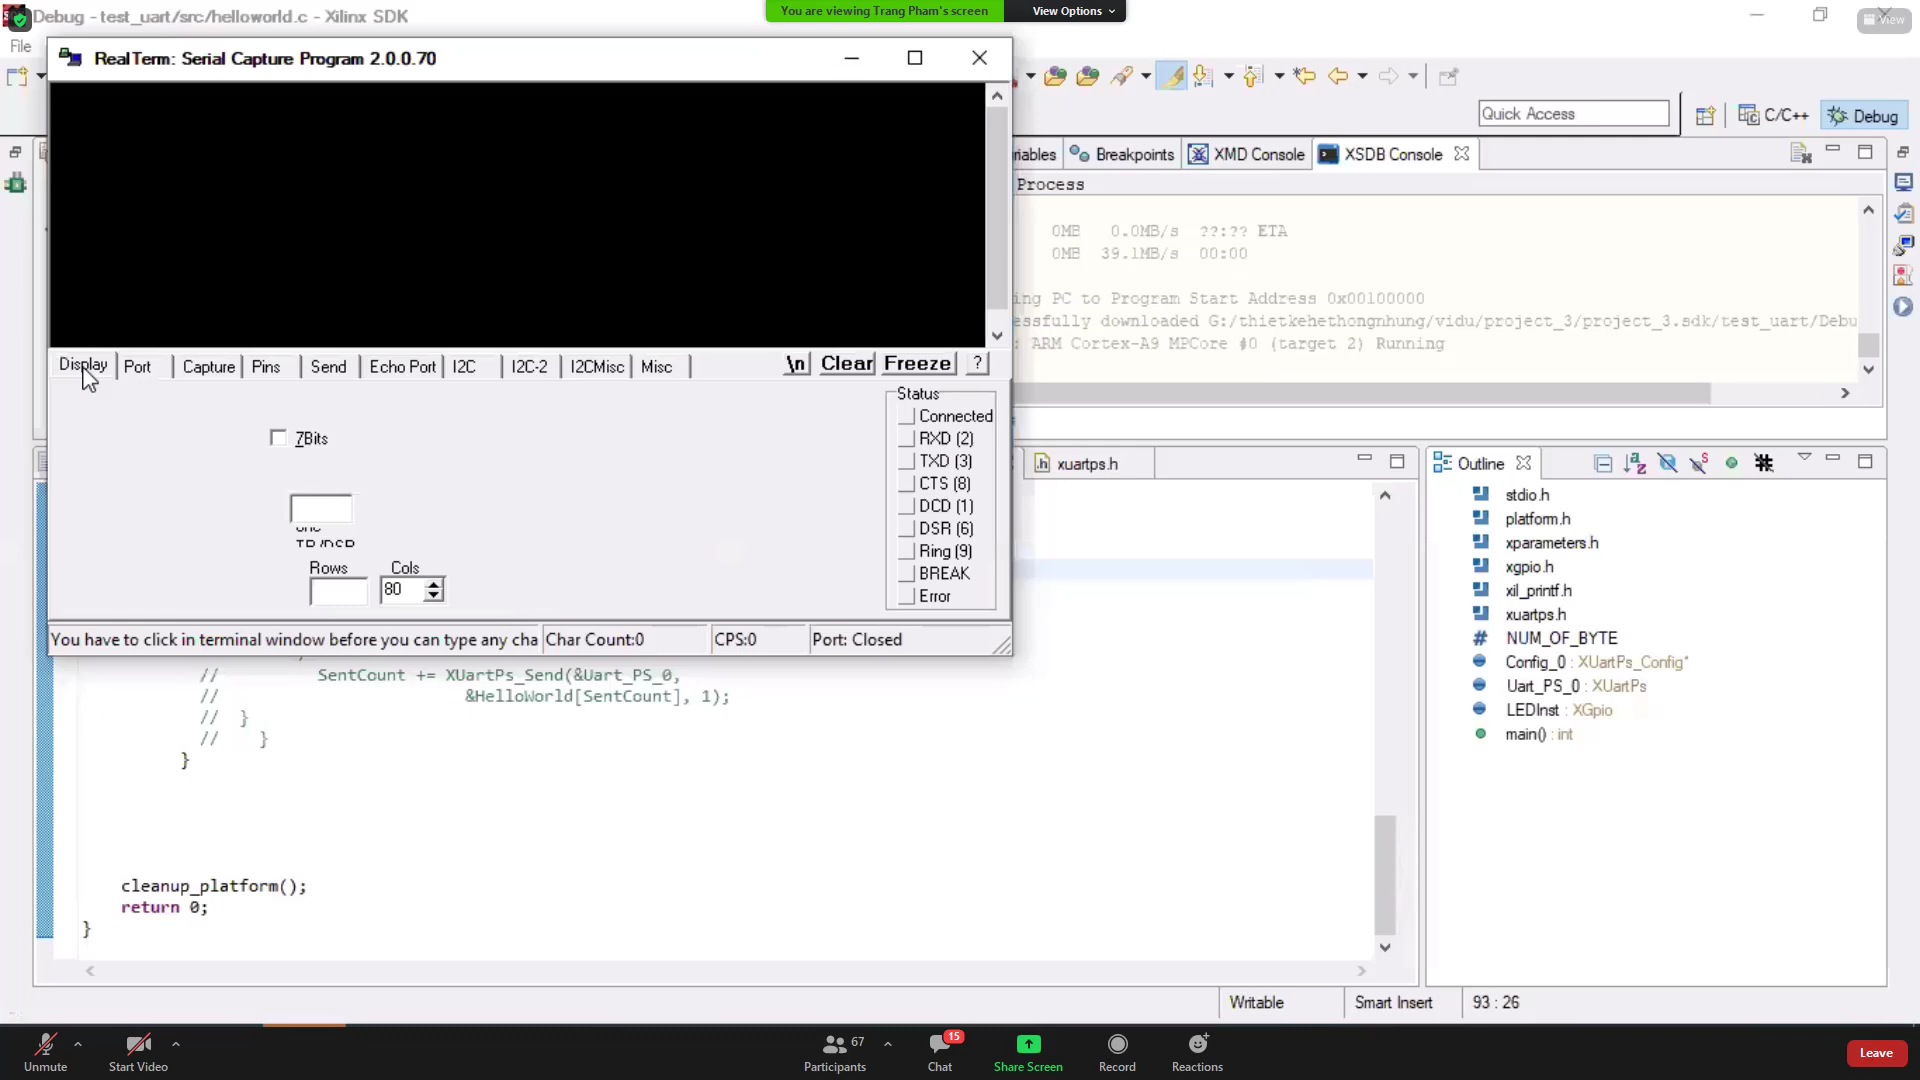 Debug - test_uart/src/helloworld.c - Xilinx SDK
You are viewing Trang Pham's screen
View Options
View
File
RealTerm: Serial Capture Program 2.0.0.70
Quick Access
C/C++
Debug
riables
Breakpoints
XMD Console
XSDB Console
Process
0MB 0.0MB/s ??:?? ETA
0MB 39.1MB/s 00:00
ing PC to Program Start Address 0x00100000
essfully downloaded G:/thietkehethongnhung/vidu/project_3/project_3.sdk/test_uart/Debu
: ARM Cortex-A9 MPCore #0 (target 2) Running
Display
Port
Capture
Pins
Send
Echo Port
I2C
I2C-2
I2CMisc
Misc
\n
Clear
Freeze
?
Status
Connected
RXD (2)
TXD (3)
CTS (8)
DCD (1)
DSR (6)
Ring (9)
BREAK
Error
7Bits
Rows
Cols
80
You have to click in terminal window before you can type any cha
Char Count:0
CPS:0
Port: Closed
xuartps.h
Outline
stdio.h
platform.h
xparameters.h
xgpio.h
xil_printf.h
xuartps.h
NUM_OF_BYTE
Config_0 : XUartPs_Config*
Uart_PS_0 : XUartPs
LEDInst : XGpio
main() : int
// SentCount += XUartPs_Send(&Uart_PS_0,
// &HelloWorld[SentCount], 1);
// }
// }
}
cleanup_platform();
return 0;
}
Writable
Smart Insert
93 : 26
Unmute
Start Video
Participants
67
Chat
15
Share Screen
Record
Reactions
Leave